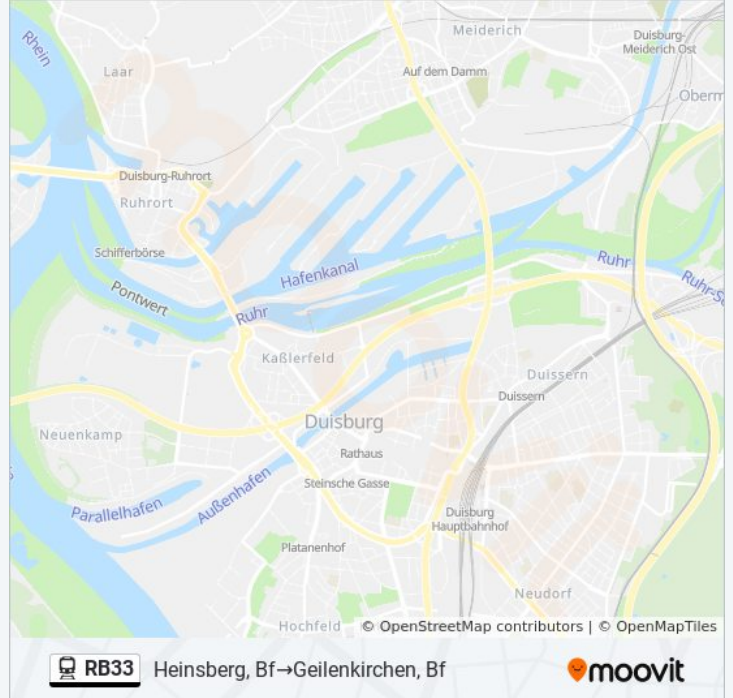 Rhein
Meiderich
Duisburg-
Meiderich Ost
Laar
Auf dem Damm
Oberm
Duisburg-Ruhrort
Ruhrort
Schifferbörse
Hafenkanal
Ruhr
Pontwert
Ruhr
Kaßlerfeld
Duissern
Duissern
Duisburg
Neuenkamp
Rathaus
Steinsche Gasse
Außenhafen
Parallelhafen
Duisburg
Hauptbahnhof
Platanenhof
Neudorf
Hochfeld
© OpenStreetMap contributors | © OpenMapTiles
RB33 Heinsberg, Bf→Geilenkirchen, Bf
moovit